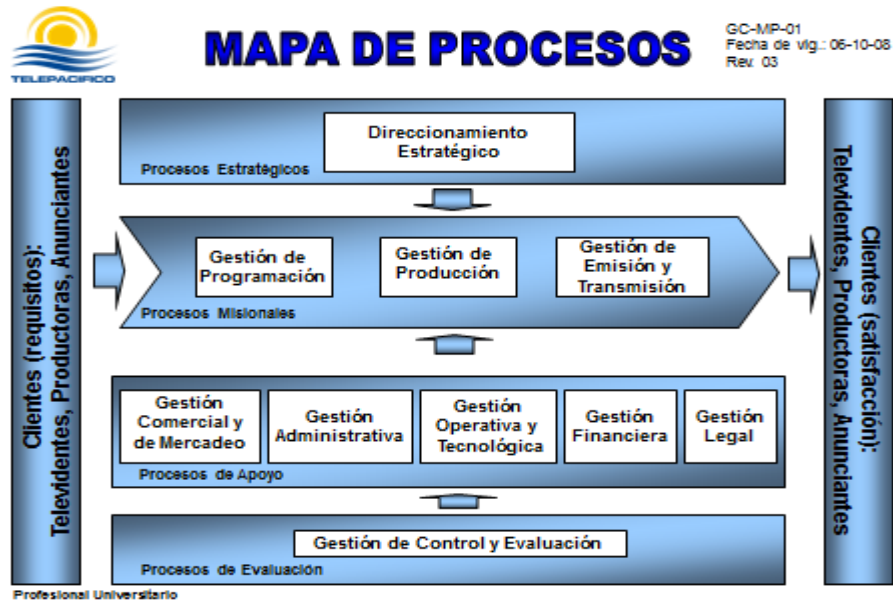 TELEPACIFICO
MAPA DE PROCESOS
GC-MP-01
Fecha de vig.: 06-10-08
Rev. 03
Clientes (requisitos):
Televidentes, Productoras, Anunciantes
Direccionamiento
Estratégico
Procesos Estratégicos
Gestión de
Programación
Gestión de
Producción
Gestión de
Emisión y
Transmisión
Procesos Misionales
Gestión
Comercial y
de Mercadeo
Gestión
Administrativa
Gestión
Operativa y
Tecnológica
Gestión
Financiera
Gestión
Legal
Procesos de Apoyo
Gestión de Control y Evaluación
Procesos de Evaluación
Clientes (satisfacción):
Televidentes, Productoras, Anunciantes
Profesional Universitario